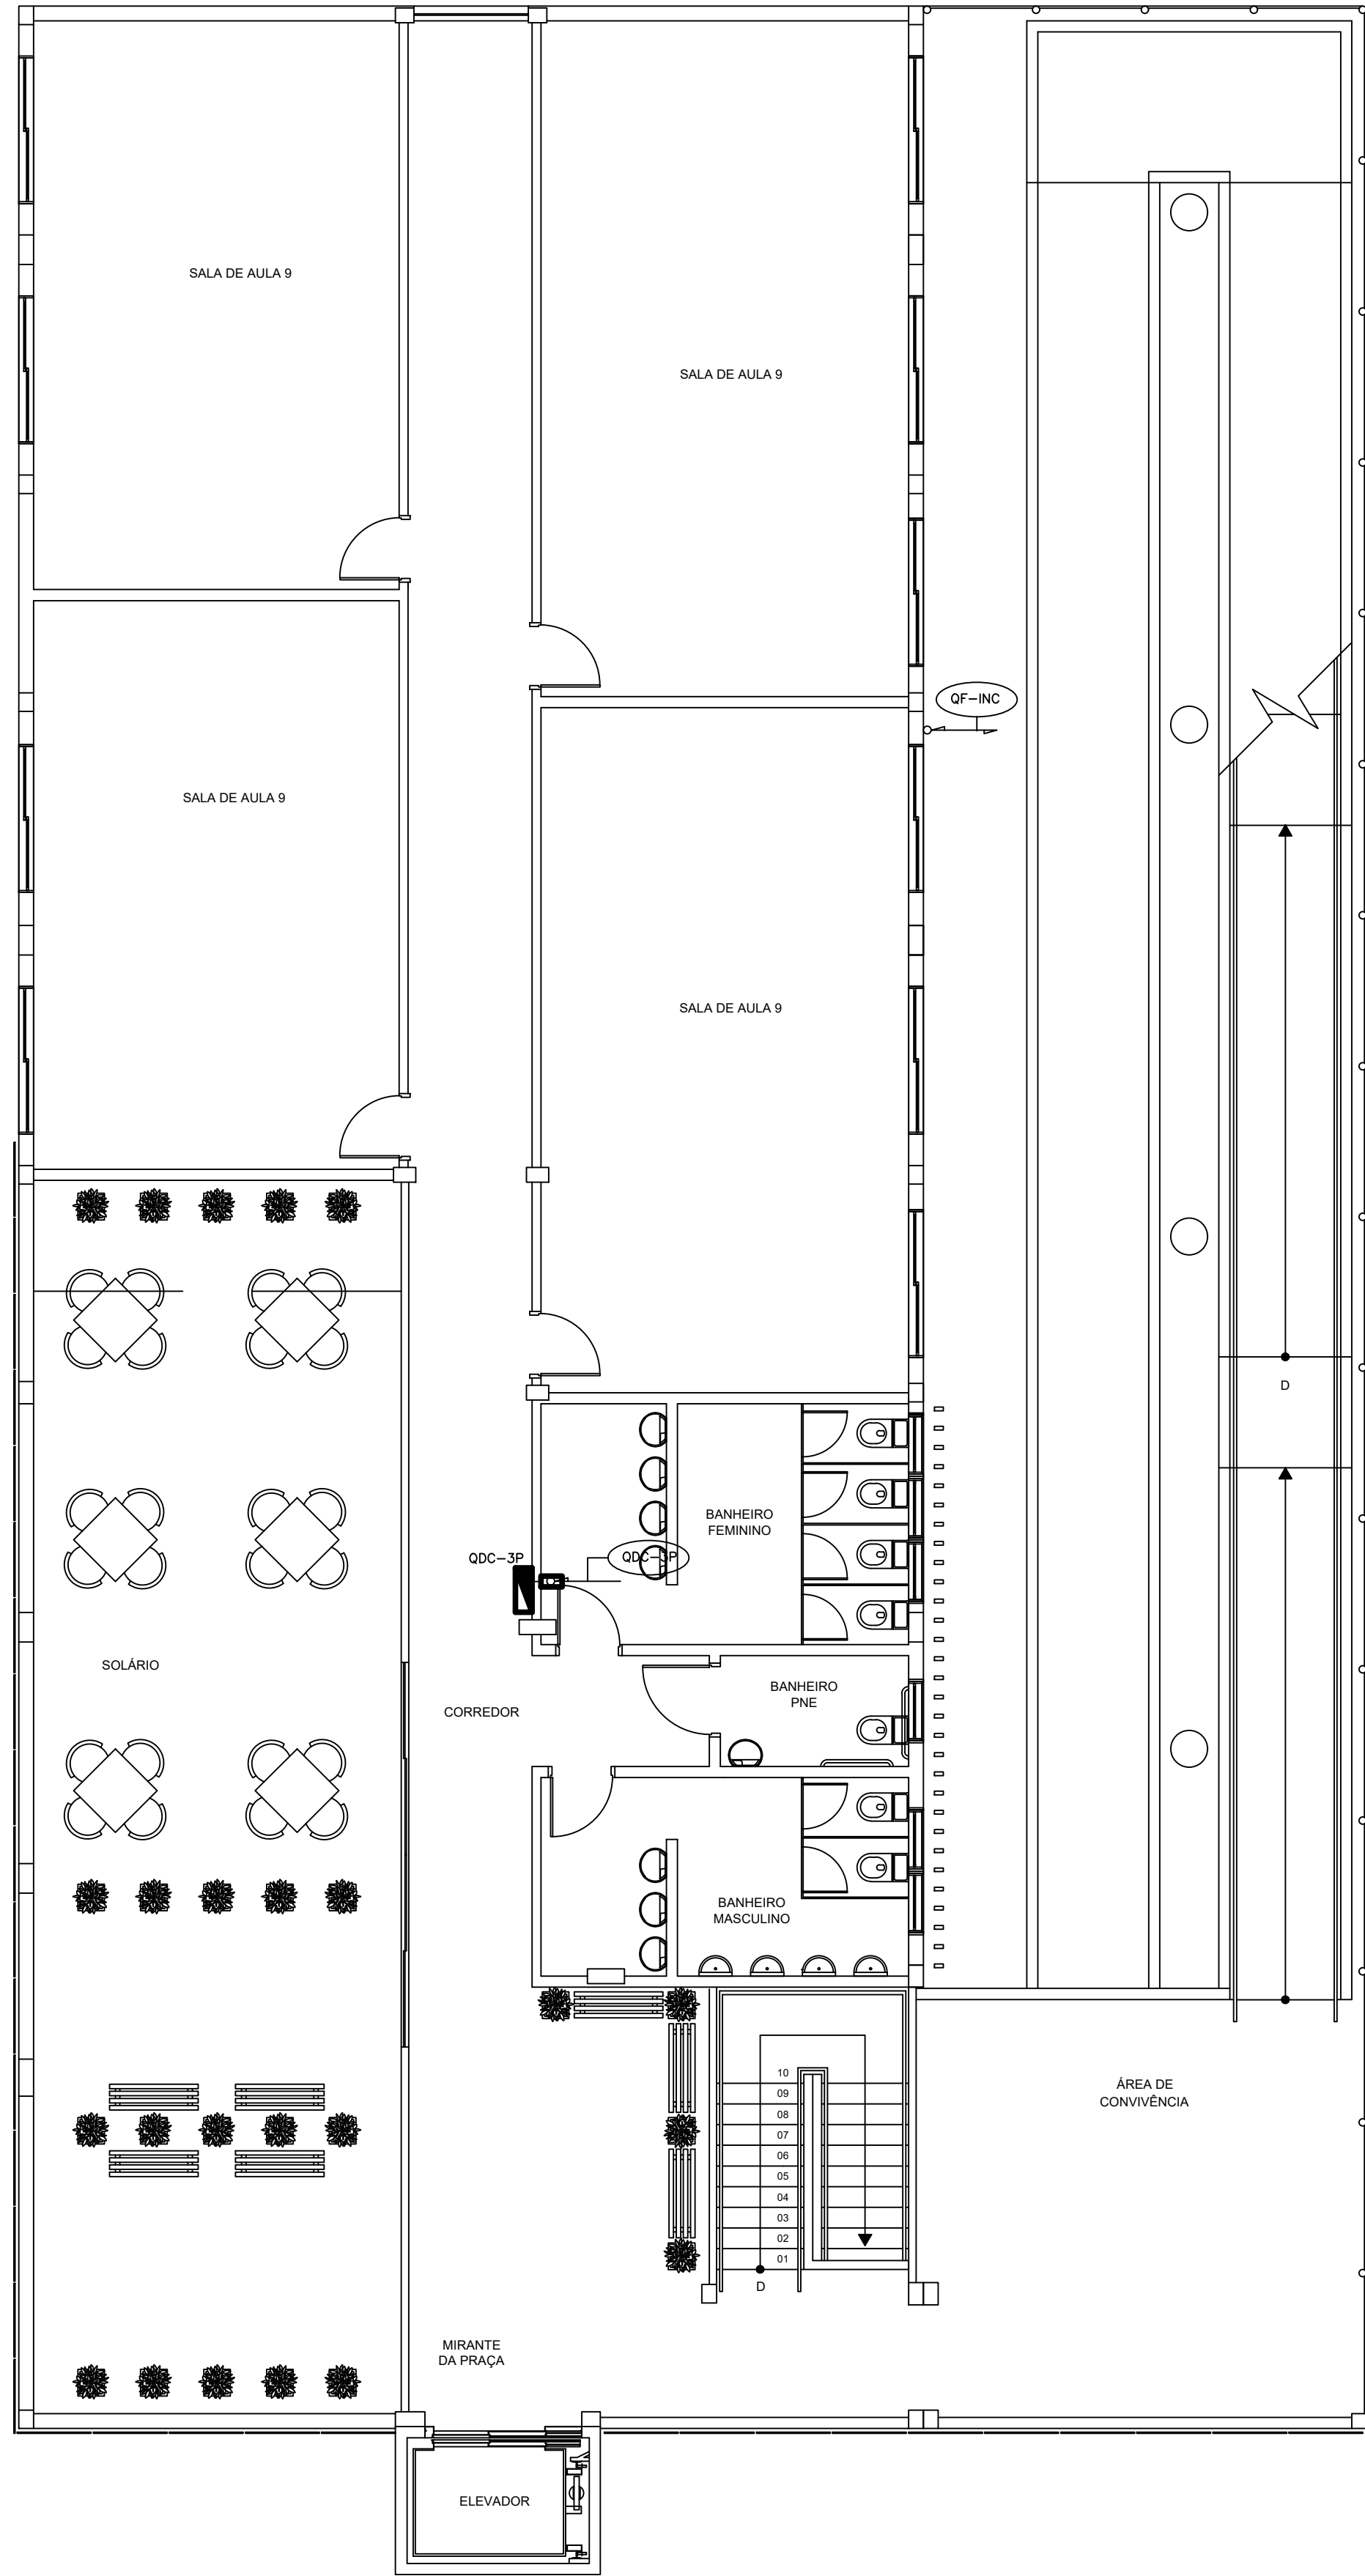 SALA DE AULA 9
SALA DE AULA 9
QF-INC
SALA DE AULA 9
SALA DE AULA 9
D
BANHEIRO
FEMININO
QDC-3P
QDC-3P
SOLÁRIO
BANHEIRO
PNE
CORREDOR
BANHEIRO
MASCULINO
10
09
08
07
06
05
04
03
02
01
D
ÁREA DE
CONVIVÊNCIA
MIRANTE
DA PRAÇA
ELEVADOR